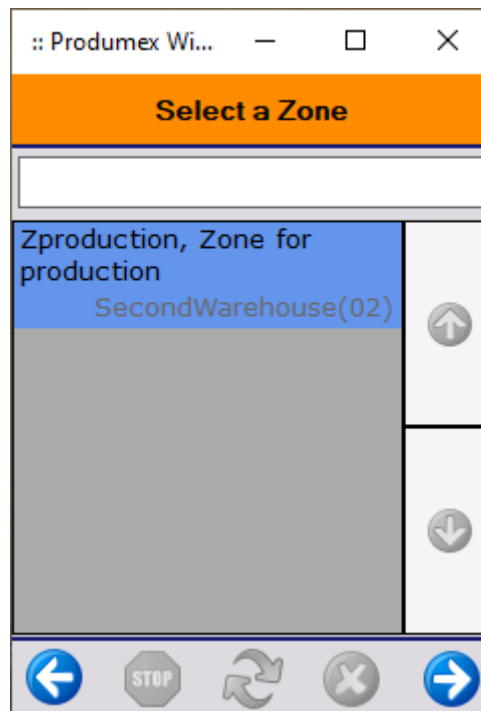 :: Produmex Wi...
Select a Zone
Zproduction, Zone for
production
SecondWarehouse(02)
STOP